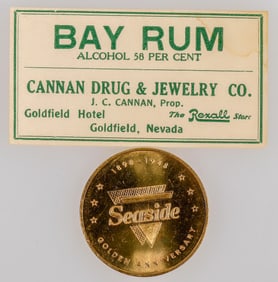 BAY RUM
ALCOHOL 58 PER CENT
CANNAN DRUG & JEWELRY CO.
J. C. CANNAN, Prop.
Goldfield Hotel The Rexall Store
Goldfield, Nevada
1898-1948
Seaside
GOLDEN ANNIVERSARY